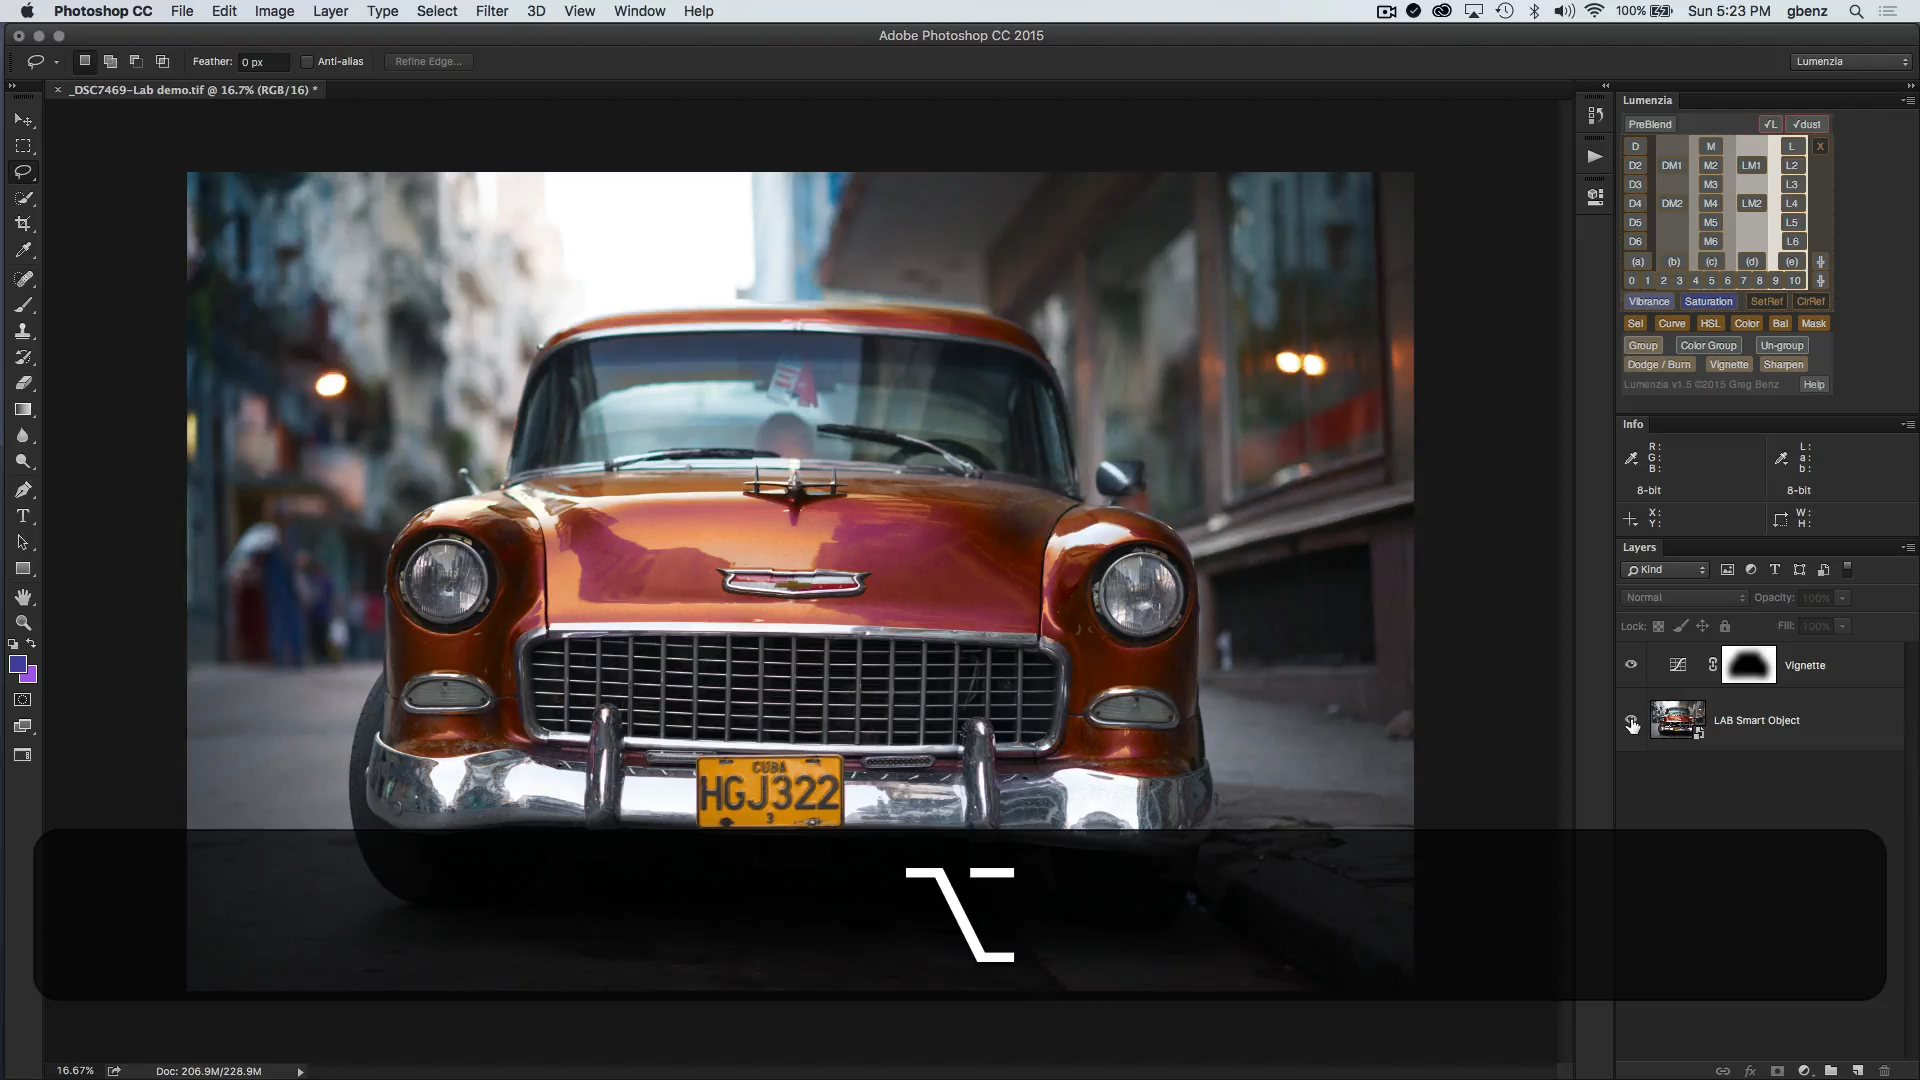 Photoshop CC File Edit Image Layer Type Select Filter 3D View Window Help 100% Sun 5:23 PM gbenz
Adobe Photoshop CC 2015
Feather: 0 px Anti-alias Refine Edge... Lumenzia
× _DSC7469-Lab demo.tif @ 16.7% (RGB/16) *
Lumenzia
PreBlend √L √dust
D M L X
D2 DM1 M2 LM1 L2
D3 M3 L3
D4 DM2 M4 LM2 L4
D5 M5 L5
D6 M6 L6
(a) (b) (c) (d) (e)
0 1 2 3 4 5 6 7 8 9 10
Vibrance Saturation SetRef ClrRef
Sel Curve HSL Color Bal Mask
Group Color Group Un-group
Dodge / Burn Vignette Sharpen
Lumenzia v1.5 ©2015 Greg Benz Help
Info
R: L:
G: a:
B: b:
8-bit 8-bit
X: W:
Y: H:
Layers
Kind
Normal Opacity: 100%
Lock: Fill: 100%
Vignette
LAB Smart Object
CUBA
HGJ322
3
16.67% Doc: 206.9M/228.9M